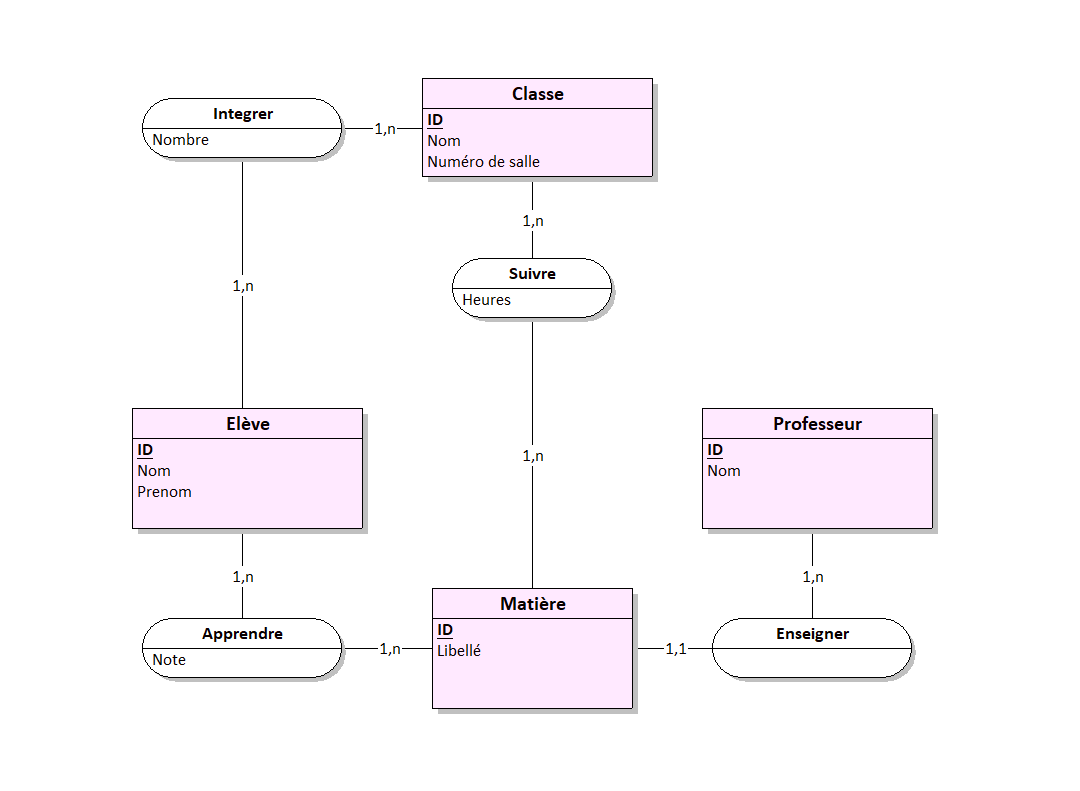 Classe
ID
Nom
Numéro de salle
Integrer
Nombre
1,n
1,n
Suivre
Heures
1,n
1,n
Elève
ID
Nom
Prenom
Professeur
ID
Nom
1,n
1,n
Matière
ID
Libellé
Apprendre
Note
1,n
1,1
Enseigner